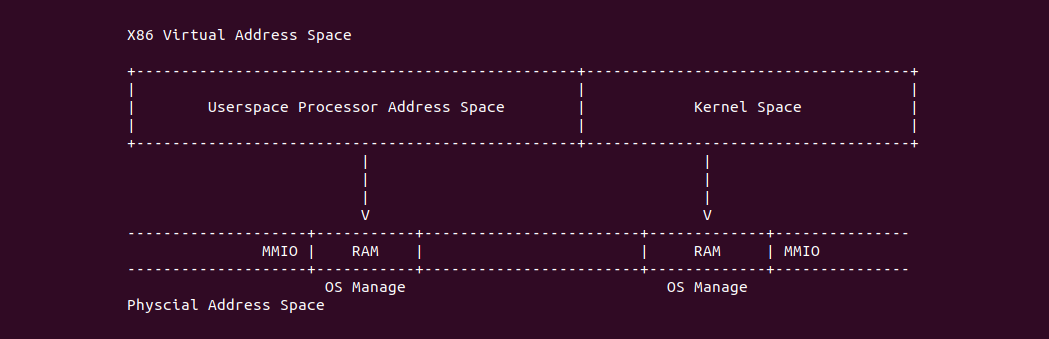 X86 Virtual Address Space
Userspace Processor Address Space Kernel Space
V V
MMIO RAM RAM MMIO
OS Manage OS Manage
Physcial Address Space